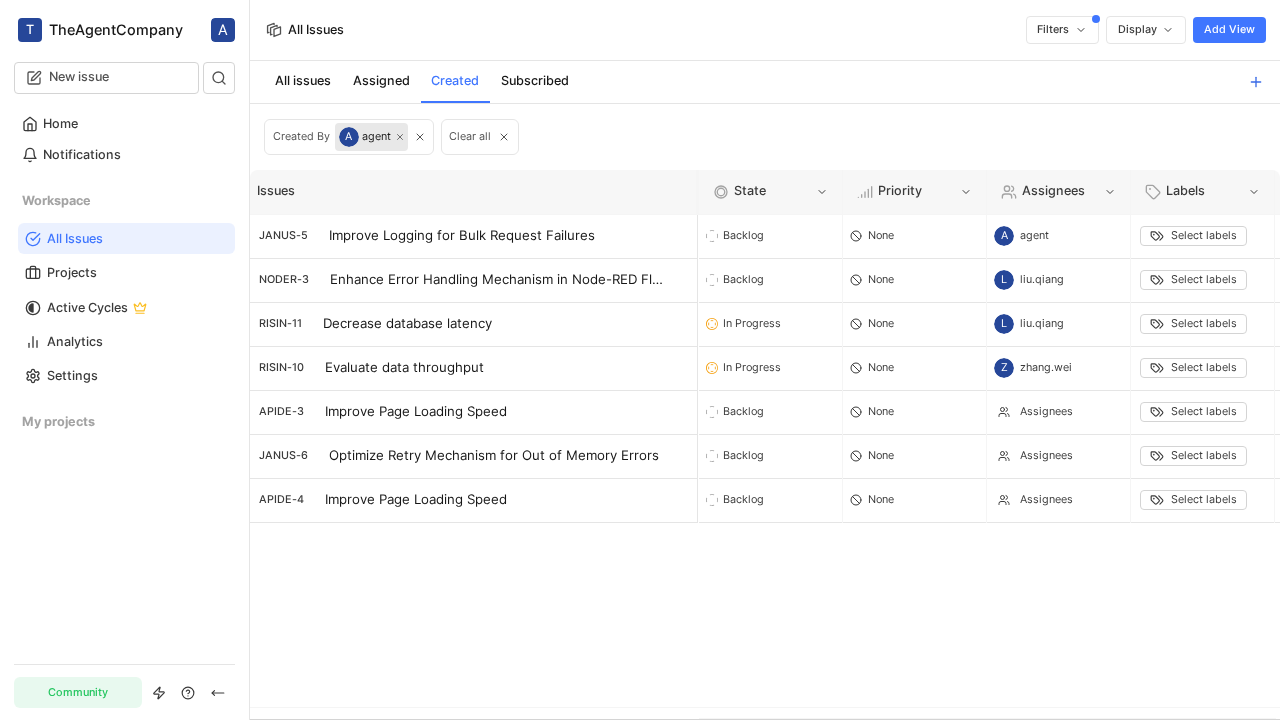 T TheAgentCompany A
New issue
Home
Notifications
Workspace
All Issues
Projects
Active Cycles
Analytics
Settings
My projects
Community
All Issues
Filters Display Add View
All issues Assigned Created Subscribed
Created By A agent Clear all
Issues State Priority Assignees Labels
JANUS-5 Improve Logging for Bulk Request Failures Backlog None A agent Select labels
NODER-3 Enhance Error Handling Mechanism in Node-RED Fl... Backlog None L liu.qiang Select labels
RISIN-11 Decrease database latency In Progress None L liu.qiang Select labels
RISIN-10 Evaluate data throughput In Progress None Z zhang.wei Select labels
APIDE-3 Improve Page Loading Speed Backlog None Assignees Select labels
JANUS-6 Optimize Retry Mechanism for Out of Memory Errors Backlog None Assignees Select labels
APIDE-4 Improve Page Loading Speed Backlog None Assignees Select labels